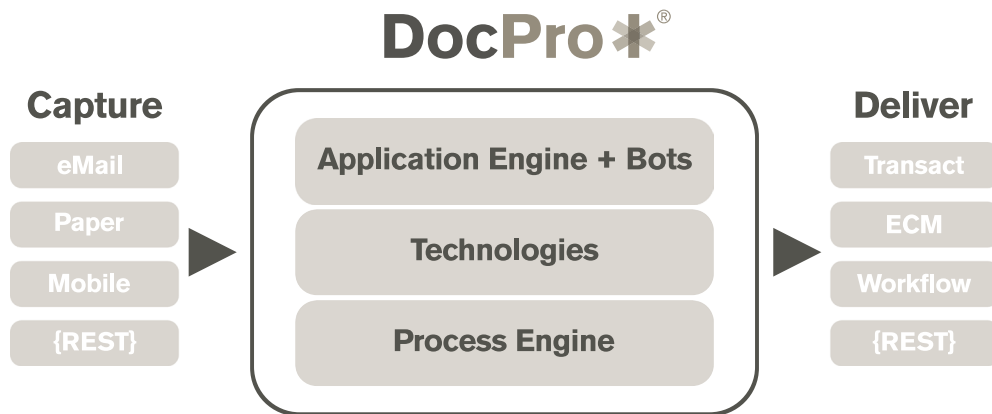 DocPro*®
Capture
eMail
Paper
Mobile
{REST}
Application Engine + Bots
Technologies
Process Engine
Deliver
Transact
ECM
Workflow
{REST}